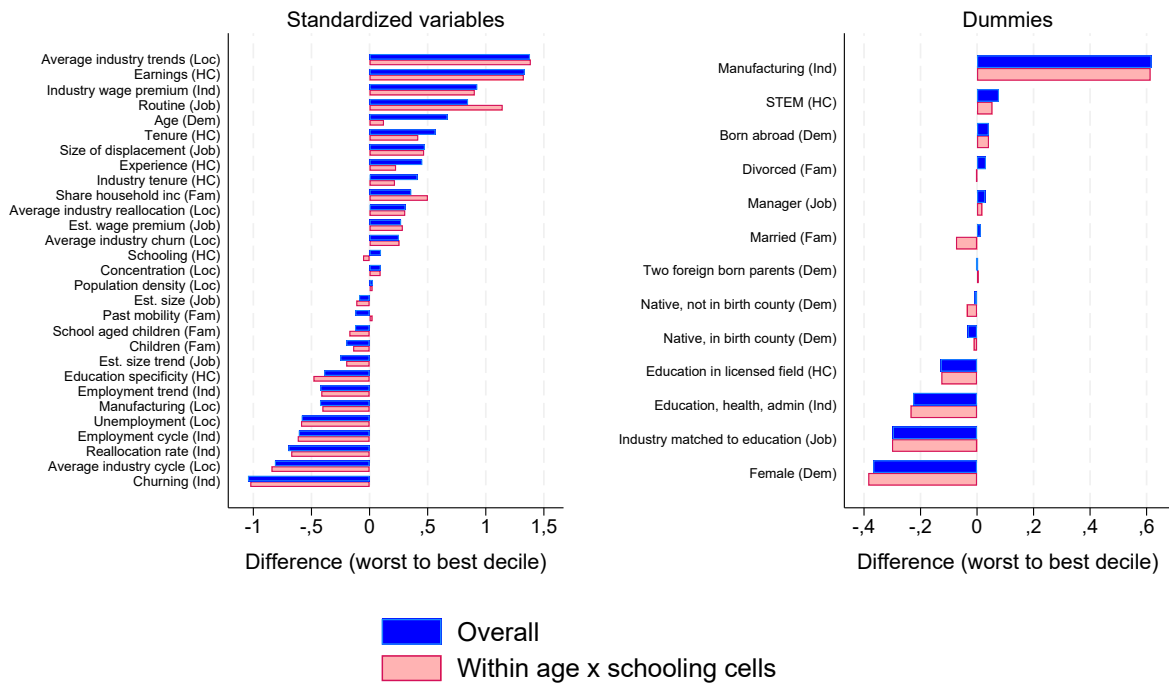 Standardized variables
Average industry trends (Loc)
Earnings (HC)
Industry wage premium (Ind)
Routine (Job)
Age (Dem)
Tenure (HC)
Size of displacement (Job)
Experience (HC)
Industry tenure (HC)
Share household inc (Fam)
Average industry reallocation (Loc)
Est. wage premium (Job)
Average industry churn (Loc)
Schooling (HC)
Concentration (Loc)
Population density (Loc)
Est. size (Job)
Past mobility (Fam)
School aged children (Fam)
Children (Fam)
Est. size trend (Job)
Education specificity (HC)
Employment trend (Ind)
Manufacturing (Loc)
Unemployment (Loc)
Employment cycle (Ind)
Reallocation rate (Ind)
Average industry cycle (Loc)
Churning (Ind)
-1 -,5 0 ,5 1 1,5
Difference (worst to best decile)
Dummies
Manufacturing (Ind)
STEM (HC)
Born abroad (Dem)
Divorced (Fam)
Manager (Job)
Married (Fam)
Two foreign born parents (Dem)
Native, not in birth county (Dem)
Native, in birth county (Dem)
Education in licensed field (HC)
Education, health, admin (Ind)
Industry matched to education (Job)
Female (Dem)
-,4 -,2 0 ,2 ,4 ,6
Difference (worst to best decile)
Overall
Within age x schooling cells